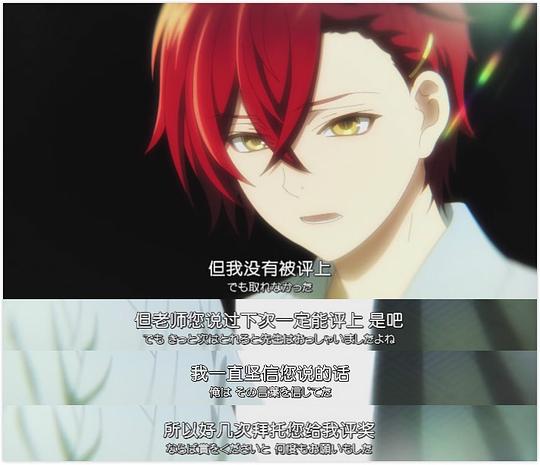 但我没有被评上
でも取れなかった
但老师您说过下次一定能评上 是吧
でも きっと次はとれると先生はおっしゃいましたよね
我一直坚信您说的话
俺は その言葉を信じてた
所以好几次拜托您给我评奖
ならば賞をくださいと 何度もお願いもした